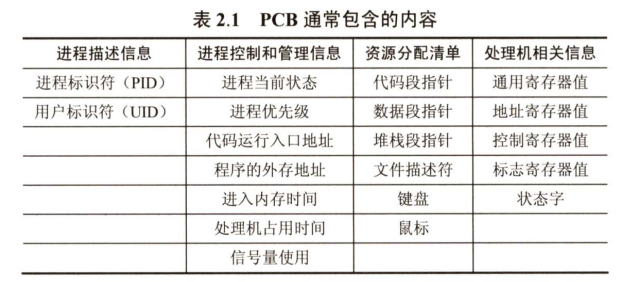 表 2.1 PCB 通常包含的内容
进程描述信息 进程控制和管理信息 资源分配清单 处理机相关信息
进程标识符（PID） 进程当前状态 代码段指针 通用寄存器值
用户标识符（UID） 进程优先级 数据段指针 地址寄存器值
代码运行入口地址 堆栈段指针 控制寄存器值
程序的外存地址 文件描述符 标志寄存器值
进入内存时间 键盘 状态字
处理机占用时间 鼠标
信号量使用